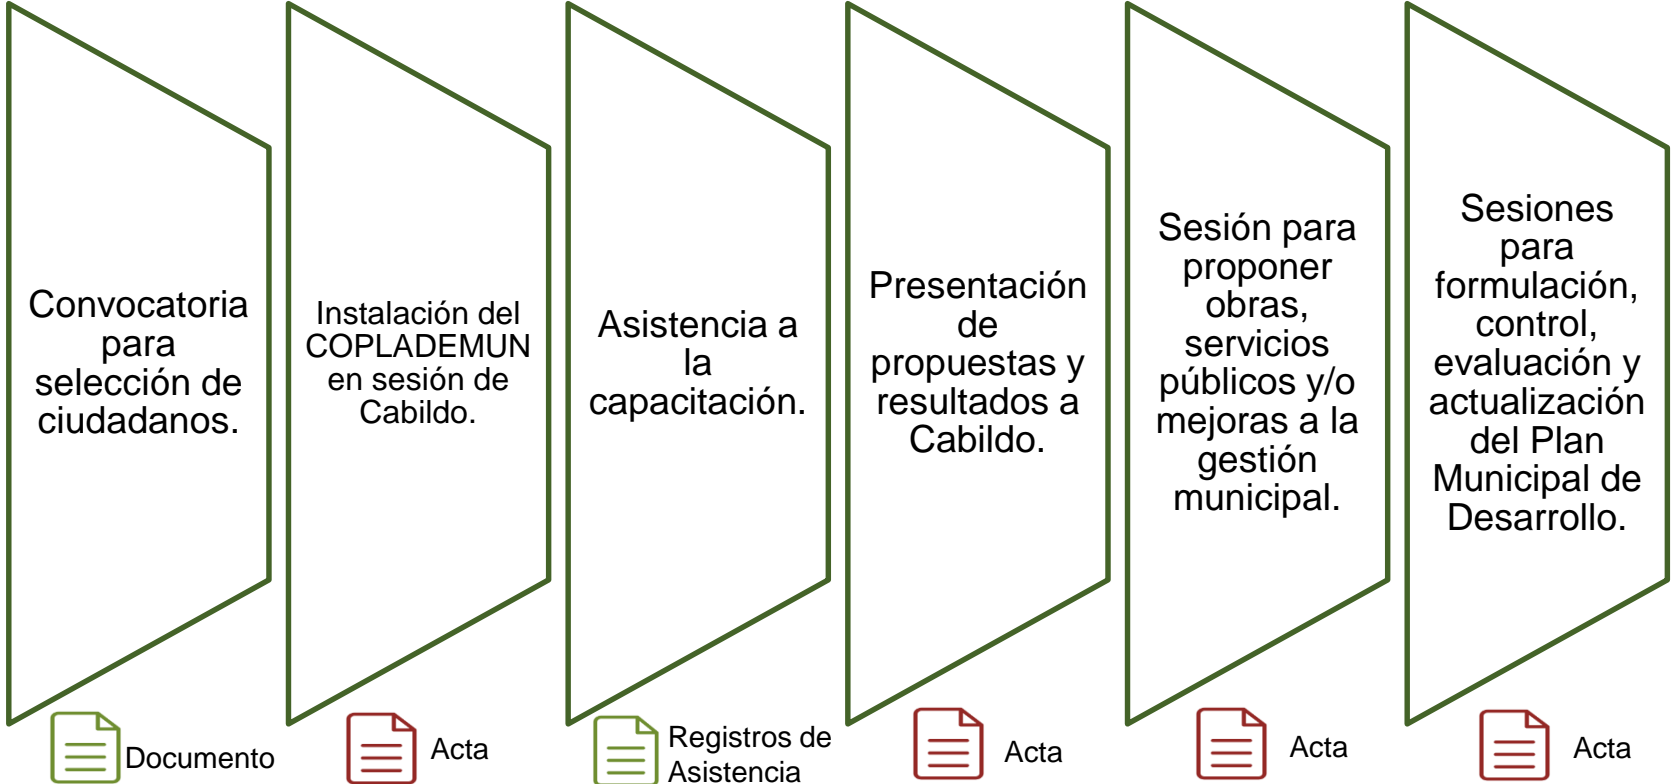 Convocatoria
para
selección de
ciudadanos.
Instalación del
COPLADEMUN
en sesión de
Cabildo.
Asistencia a
la
capacitación.
Presentación
de
propuestas y
resultados a
Cabildo.
Sesión para
proponer
obras,
servicios
públicos y/o
mejoras a la
gestión
municipal.
Sesiones
para
formulación,
control,
evaluación y
actualización
del Plan
Municipal de
Desarrollo.
Documento
Acta
Registros de
Asistencia
Acta
Acta
Acta